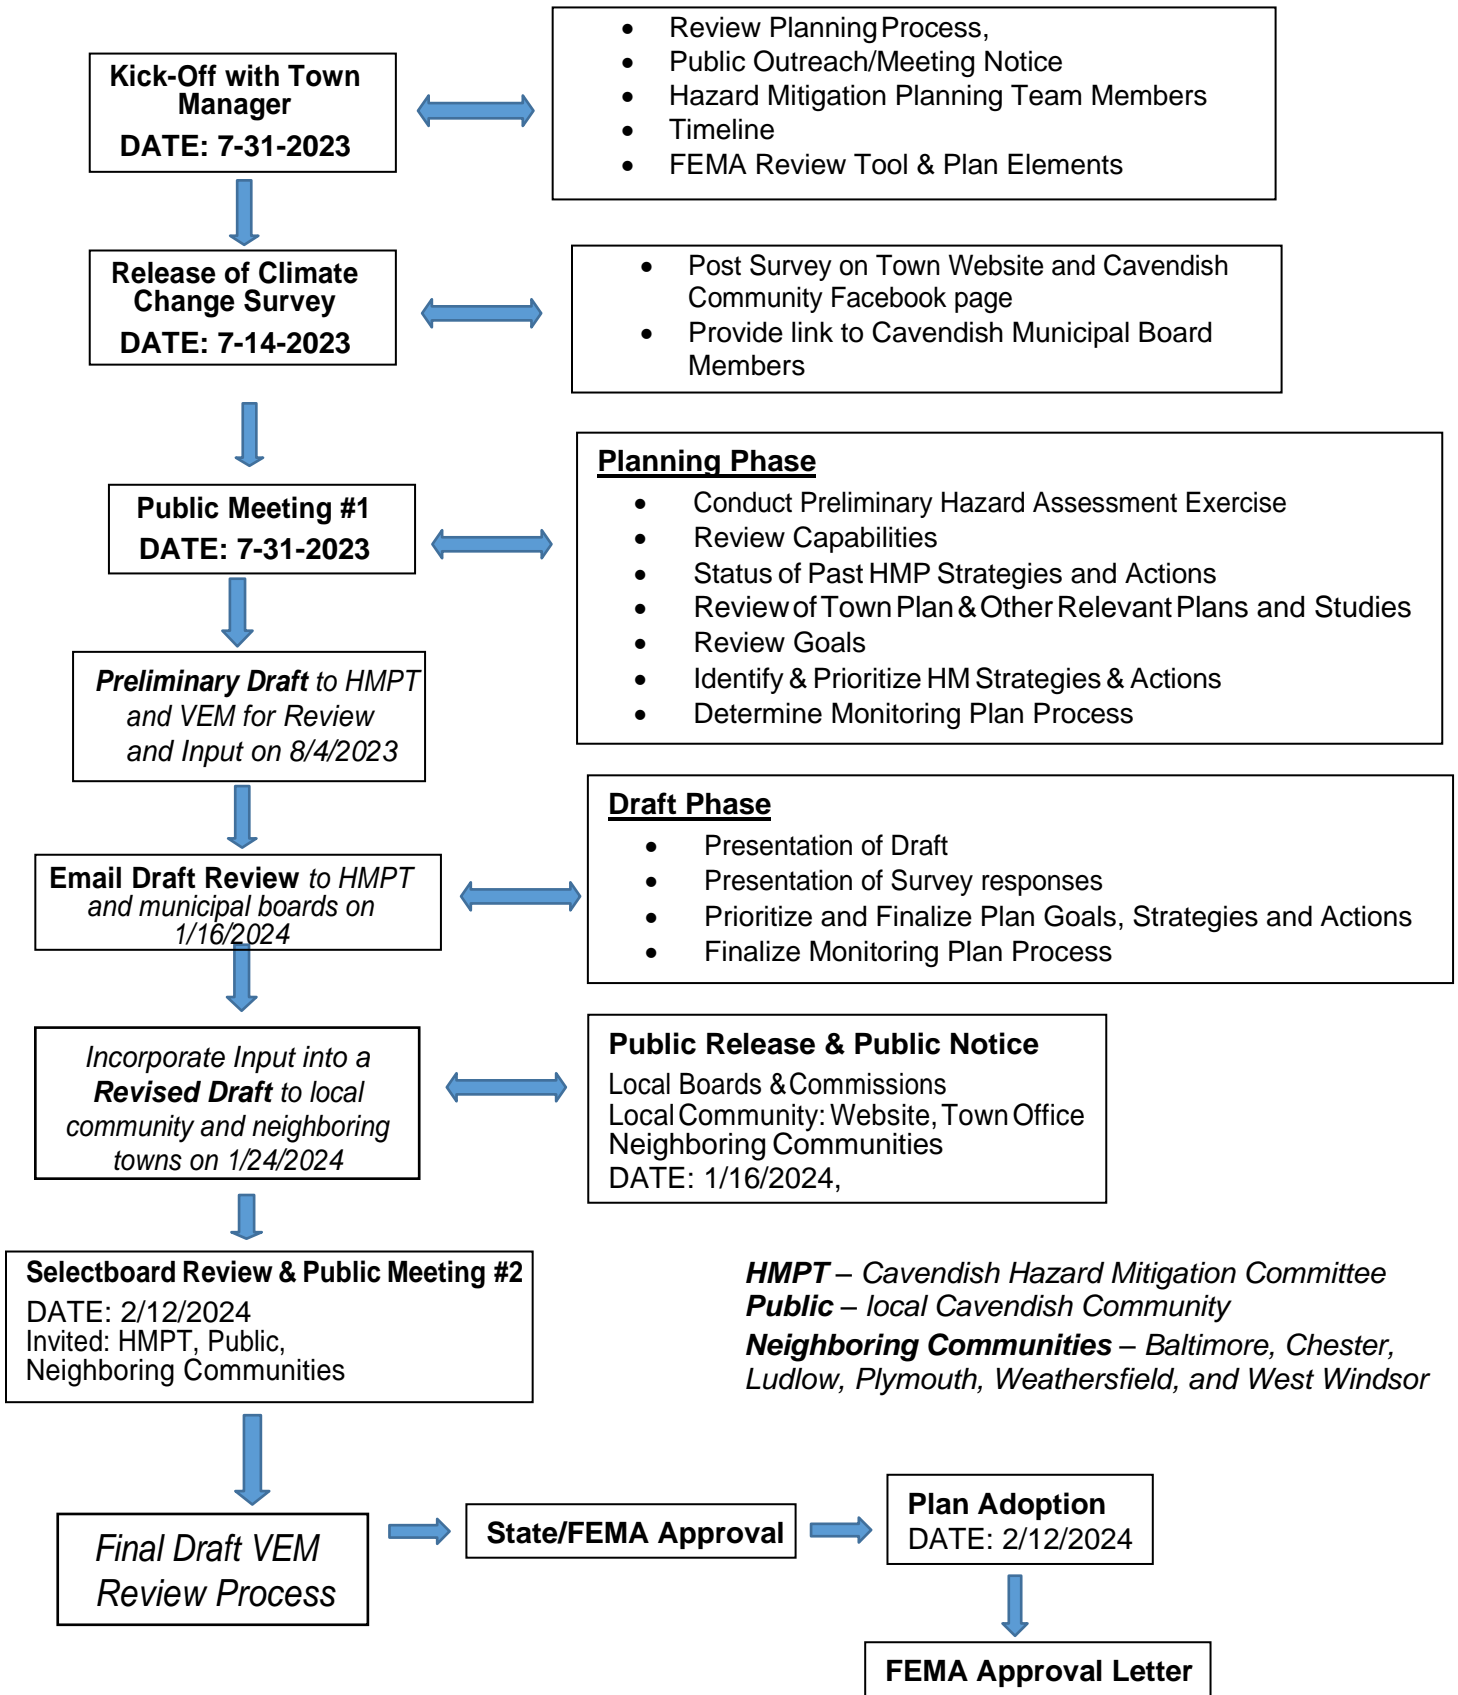 Kick-Off with Town
Manager
DATE: 7-31-2023
• Review Planning Process,
• Public Outreach/Meeting Notice
• Hazard Mitigation Planning Team Members
• Timeline
• FEMA Review Tool & Plan Elements
Release of Climate
Change Survey
DATE: 7-14-2023
• Post Survey on Town Website and Cavendish
Community Facebook page
• Provide link to Cavendish Municipal Board
Members
Public Meeting #1
DATE: 7-31-2023
Planning Phase
• Conduct Preliminary Hazard Assessment Exercise
• Review Capabilities
• Status of Past HMP Strategies and Actions
• Review of Town Plan & Other Relevant Plans and Studies
• Review Goals
• Identify & Prioritize HM Strategies & Actions
• Determine Monitoring Plan Process
Preliminary Draft to HMPT
and VEM for Review
and Input on 8/4/2023
Email Draft Review to HMPT
and municipal boards on
1/16/2024
Draft Phase
• Presentation of Draft
• Presentation of Survey responses
• Prioritize and Finalize Plan Goals, Strategies and Actions
• Finalize Monitoring Plan Process
Incorporate Input into a
Revised Draft to local
community and neighboring
towns on 1/24/2024
Public Release & Public Notice
Local Boards & Commissions
Local Community: Website, Town Office
Neighboring Communities
DATE: 1/16/2024,
Selectboard Review & Public Meeting #2
DATE: 2/12/2024
Invited: HMPT, Public,
Neighboring Communities
HMPT – Cavendish Hazard Mitigation Committee
Public – local Cavendish Community
Neighboring Communities – Baltimore, Chester,
Ludlow, Plymouth, Weathersfield, and West Windsor
Final Draft VEM
Review Process
State/FEMA Approval
Plan Adoption
DATE: 2/12/2024
FEMA Approval Letter